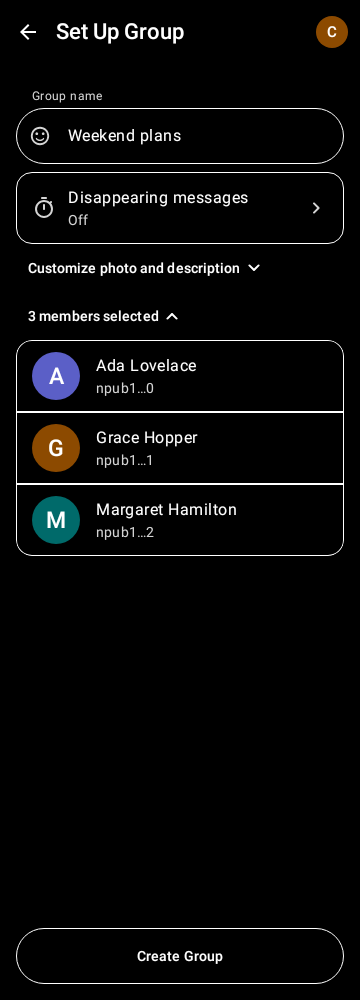 Set Up Group
C
Group name
Weekend plans
Disappearing messages
Off
Customize photo and description
3 members selected
A
Ada Lovelace
npub1…0
G
Grace Hopper
npub1…1
M
Margaret Hamilton
npub1…2
Create Group